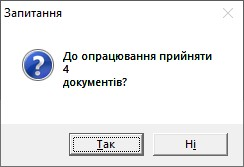 Запитання
До опрацювання прийняти
4
документів?
Так
Ні